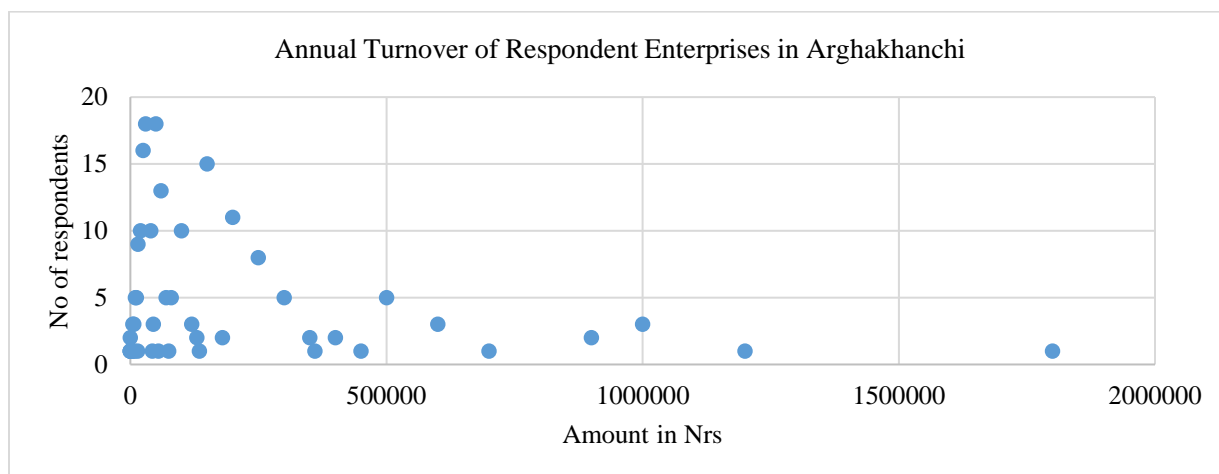 Annual Turnover of Respondent Enterprises in Arghakhanchi
No of respondents
20
15
10
5
0
0 500000 1000000 1500000 2000000
Amount in Nrs